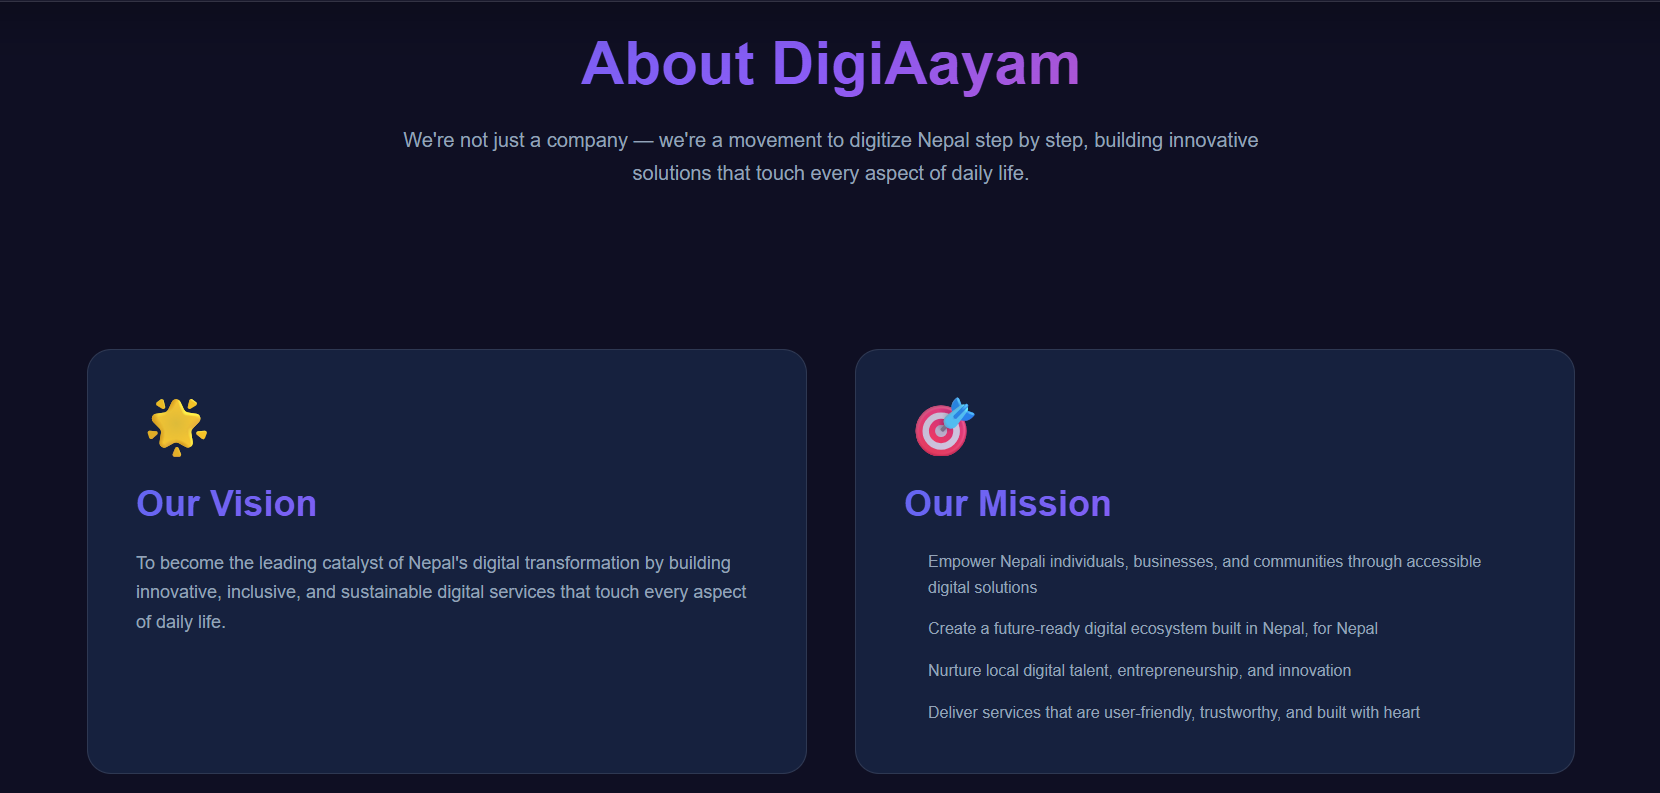 About DigiAayam
We're not just a company — we're a movement to digitize Nepal step by step, building innovative
solutions that touch every aspect of daily life.
Our Vision
To become the leading catalyst of Nepal's digital transformation by building
innovative, inclusive, and sustainable digital services that touch every aspect
of daily life.
Our Mission
Empower Nepali individuals, businesses, and communities through accessible
digital solutions
Create a future-ready digital ecosystem built in Nepal, for Nepal
Nurture local digital talent, entrepreneurship, and innovation
Deliver services that are user-friendly, trustworthy, and built with heart